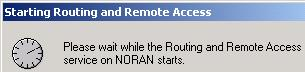 Starting Routing and Remote Access
Please wait while the Routing and Remote Access
service on NORAN starts.